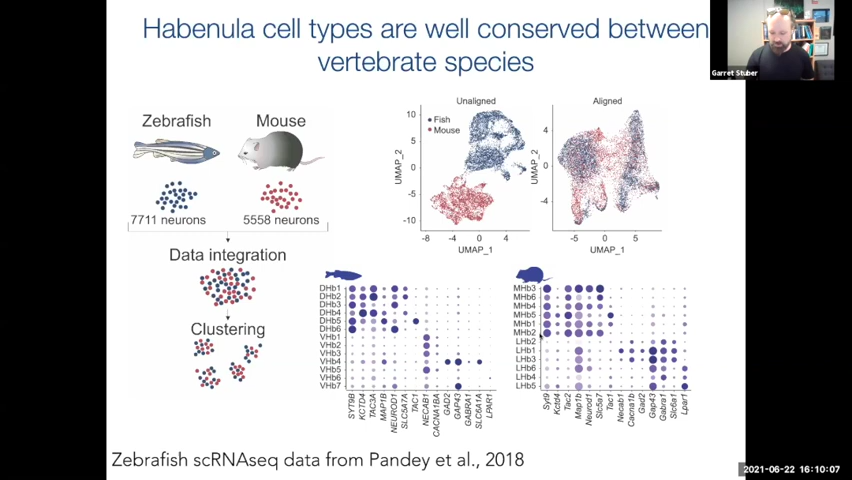 Habenula cell types are well conserved between
vertebrate species
Garret Stuber
Zebrafish
Mouse
7711 neurons
5558 neurons
Data integration
Clustering
Unaligned
Aligned
Fish
Mouse
UMAP_2
10
5
0
-5
-10
-8
-4
0
4
UMAP_1
UMAP_2
4
0
-4
-5
0
5
UMAP_1
DHb1
DHb2
DHb3
DHb4
DHb5
DHb6
VHb1
VHb2
VHb3
VHb4
VHb5
VHb6
VHb7
SYT9B
KCTD4
TAC3A
MAP1B
NEUROD1
SLC5A7A
TAC1
NECAB1
CACNA1BA
GAD2
GAP43
GABRA1
SLC6A1A
LPAR1
MHb3
MHb6
MHb4
MHb5
MHb1
MHb2
LHb2
LHb1
LHb3
LHb6
LHb4
LHb5
Syt9
Kctd4
Tac2
Map1b
Neurod1
Slc5a7
Tac1
Necab1
Cacna1b
Gad2
Gap43
Gabra1
Slc6a1
Lpar1
Zebrafish scRNAseq data from Pandey et al., 2018
2021-06-22 16:10:07